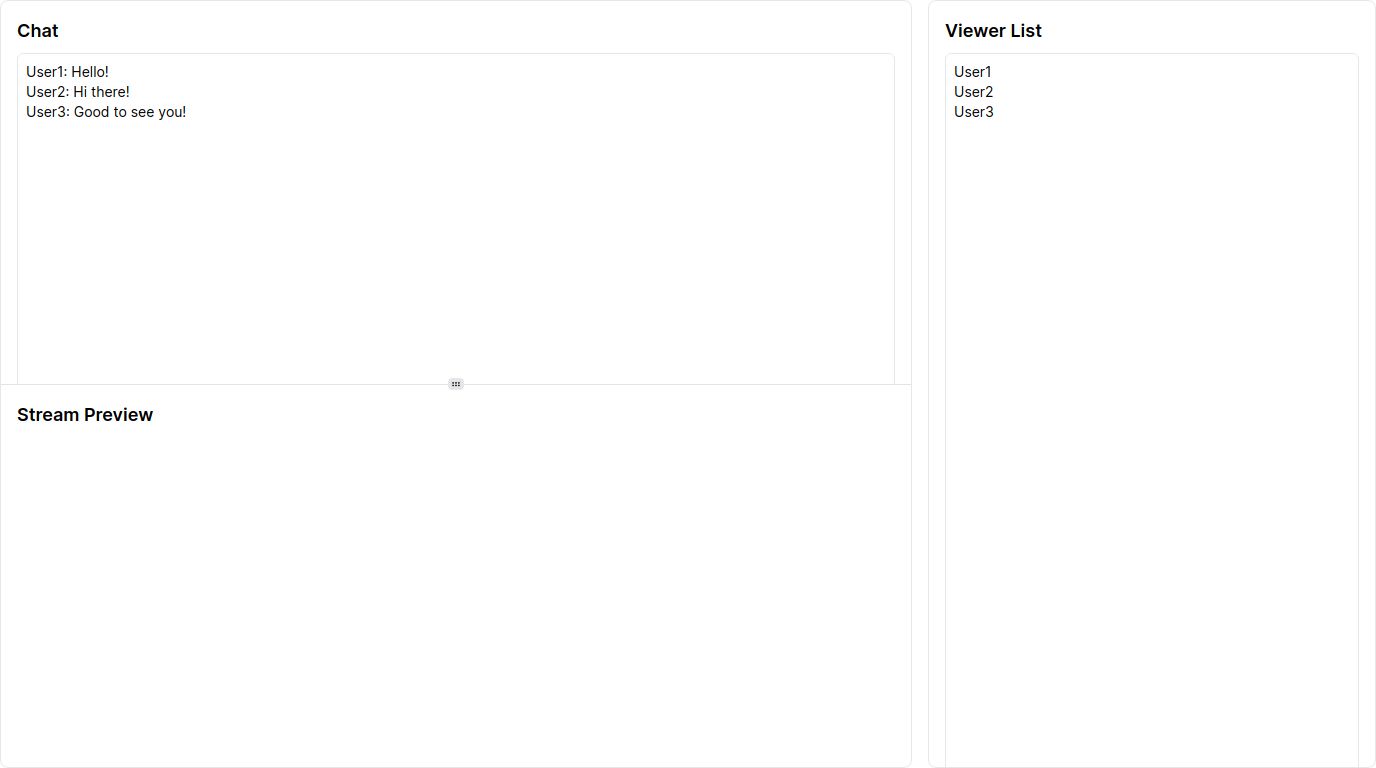 Chat
User1: Hello!
User2: Hi there!
User3: Good to see you!
Stream Preview
Viewer List
User1
User2
User3